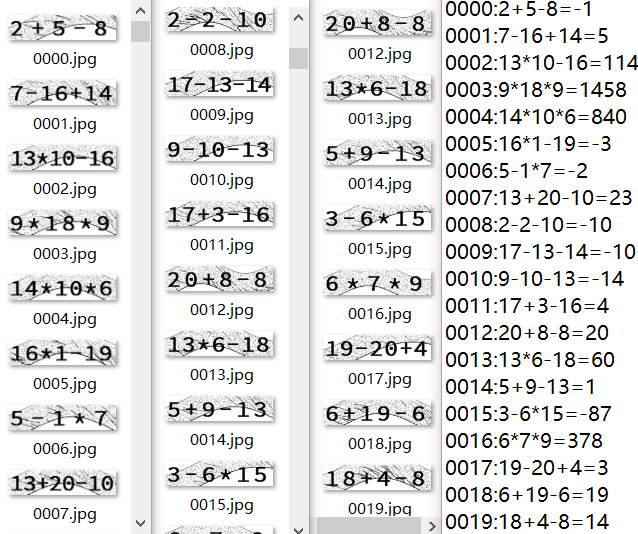 2+5-8
0000.jpg
7-16+14
0001.jpg
13*10-16
0002.jpg
9*18*9
0003.jpg
14*10*6
0004.jpg
16*1-19
0005.jpg
5-1*7
0006.jpg
13+20-10
0007.jpg
2-2-10
0008.jpg
17-13-14
0009.jpg
9-10-13
0010.jpg
17+3-16
0011.jpg
20+8-8
0012.jpg
13*6-18
0013.jpg
5+9-13
0014.jpg
3-6*15
0015.jpg
20+8-8
0012.jpg
13*6-18
0013.jpg
5+9-13
0014.jpg
3-6*15
0015.jpg
6*7*9
0016.jpg
19-20+4
0017.jpg
6+19-6
0018.jpg
18+4-8
0019.jpg
0000:2+5-8=-1
0001:7-16+14=5
0002:13*10-16=114
0003:9*18*9=1458
0004:14*10*6=840
0005:16*1-19=-3
0006:5-1*7=-2
0007:13+20-10=23
0008:2-2-10=-10
0009:17-13-14=-10
0010:9-10-13=-14
0011:17+3-16=4
0012:20+8-8=20
0013:13*6-18=60
0014:5+9-13=1
0015:3-6*15=-87
0016:6*7*9=378
0017:19-20+4=3
0018:6+19-6=19
0019:18+4-8=14